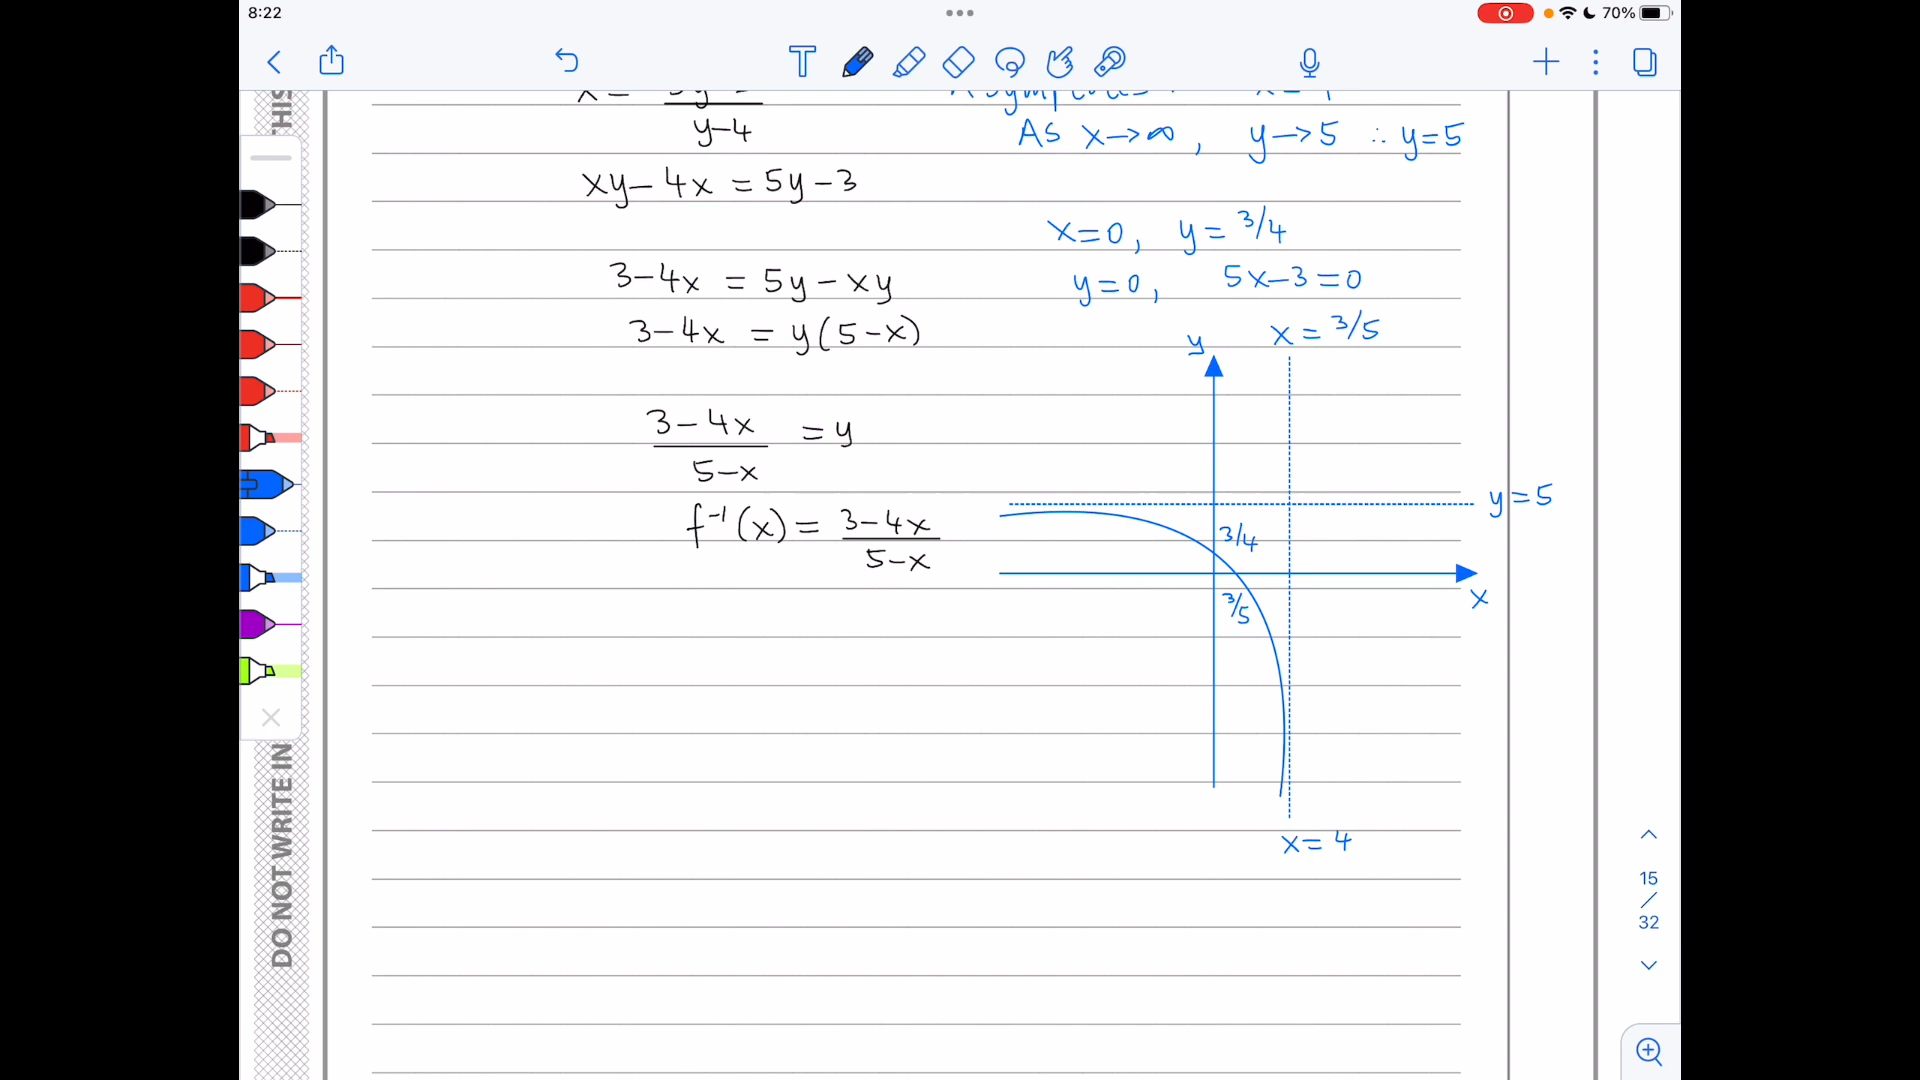 8:22
70%
y-4
xy-4x = 5y-3
3-4x = 5y-xy
3-4x = y(5-x)
3-4x = y
5-x
f⁻¹(x) = 3-4x
5-x
As x→∞, y→5 ∴ y=5
x=0, y= 3/4
y=0, 5x-3=0
x = 3/5
y
y=5
3/4
3/5
x
x= 4
DO NOT WRITE IN
THIS
15
/
32